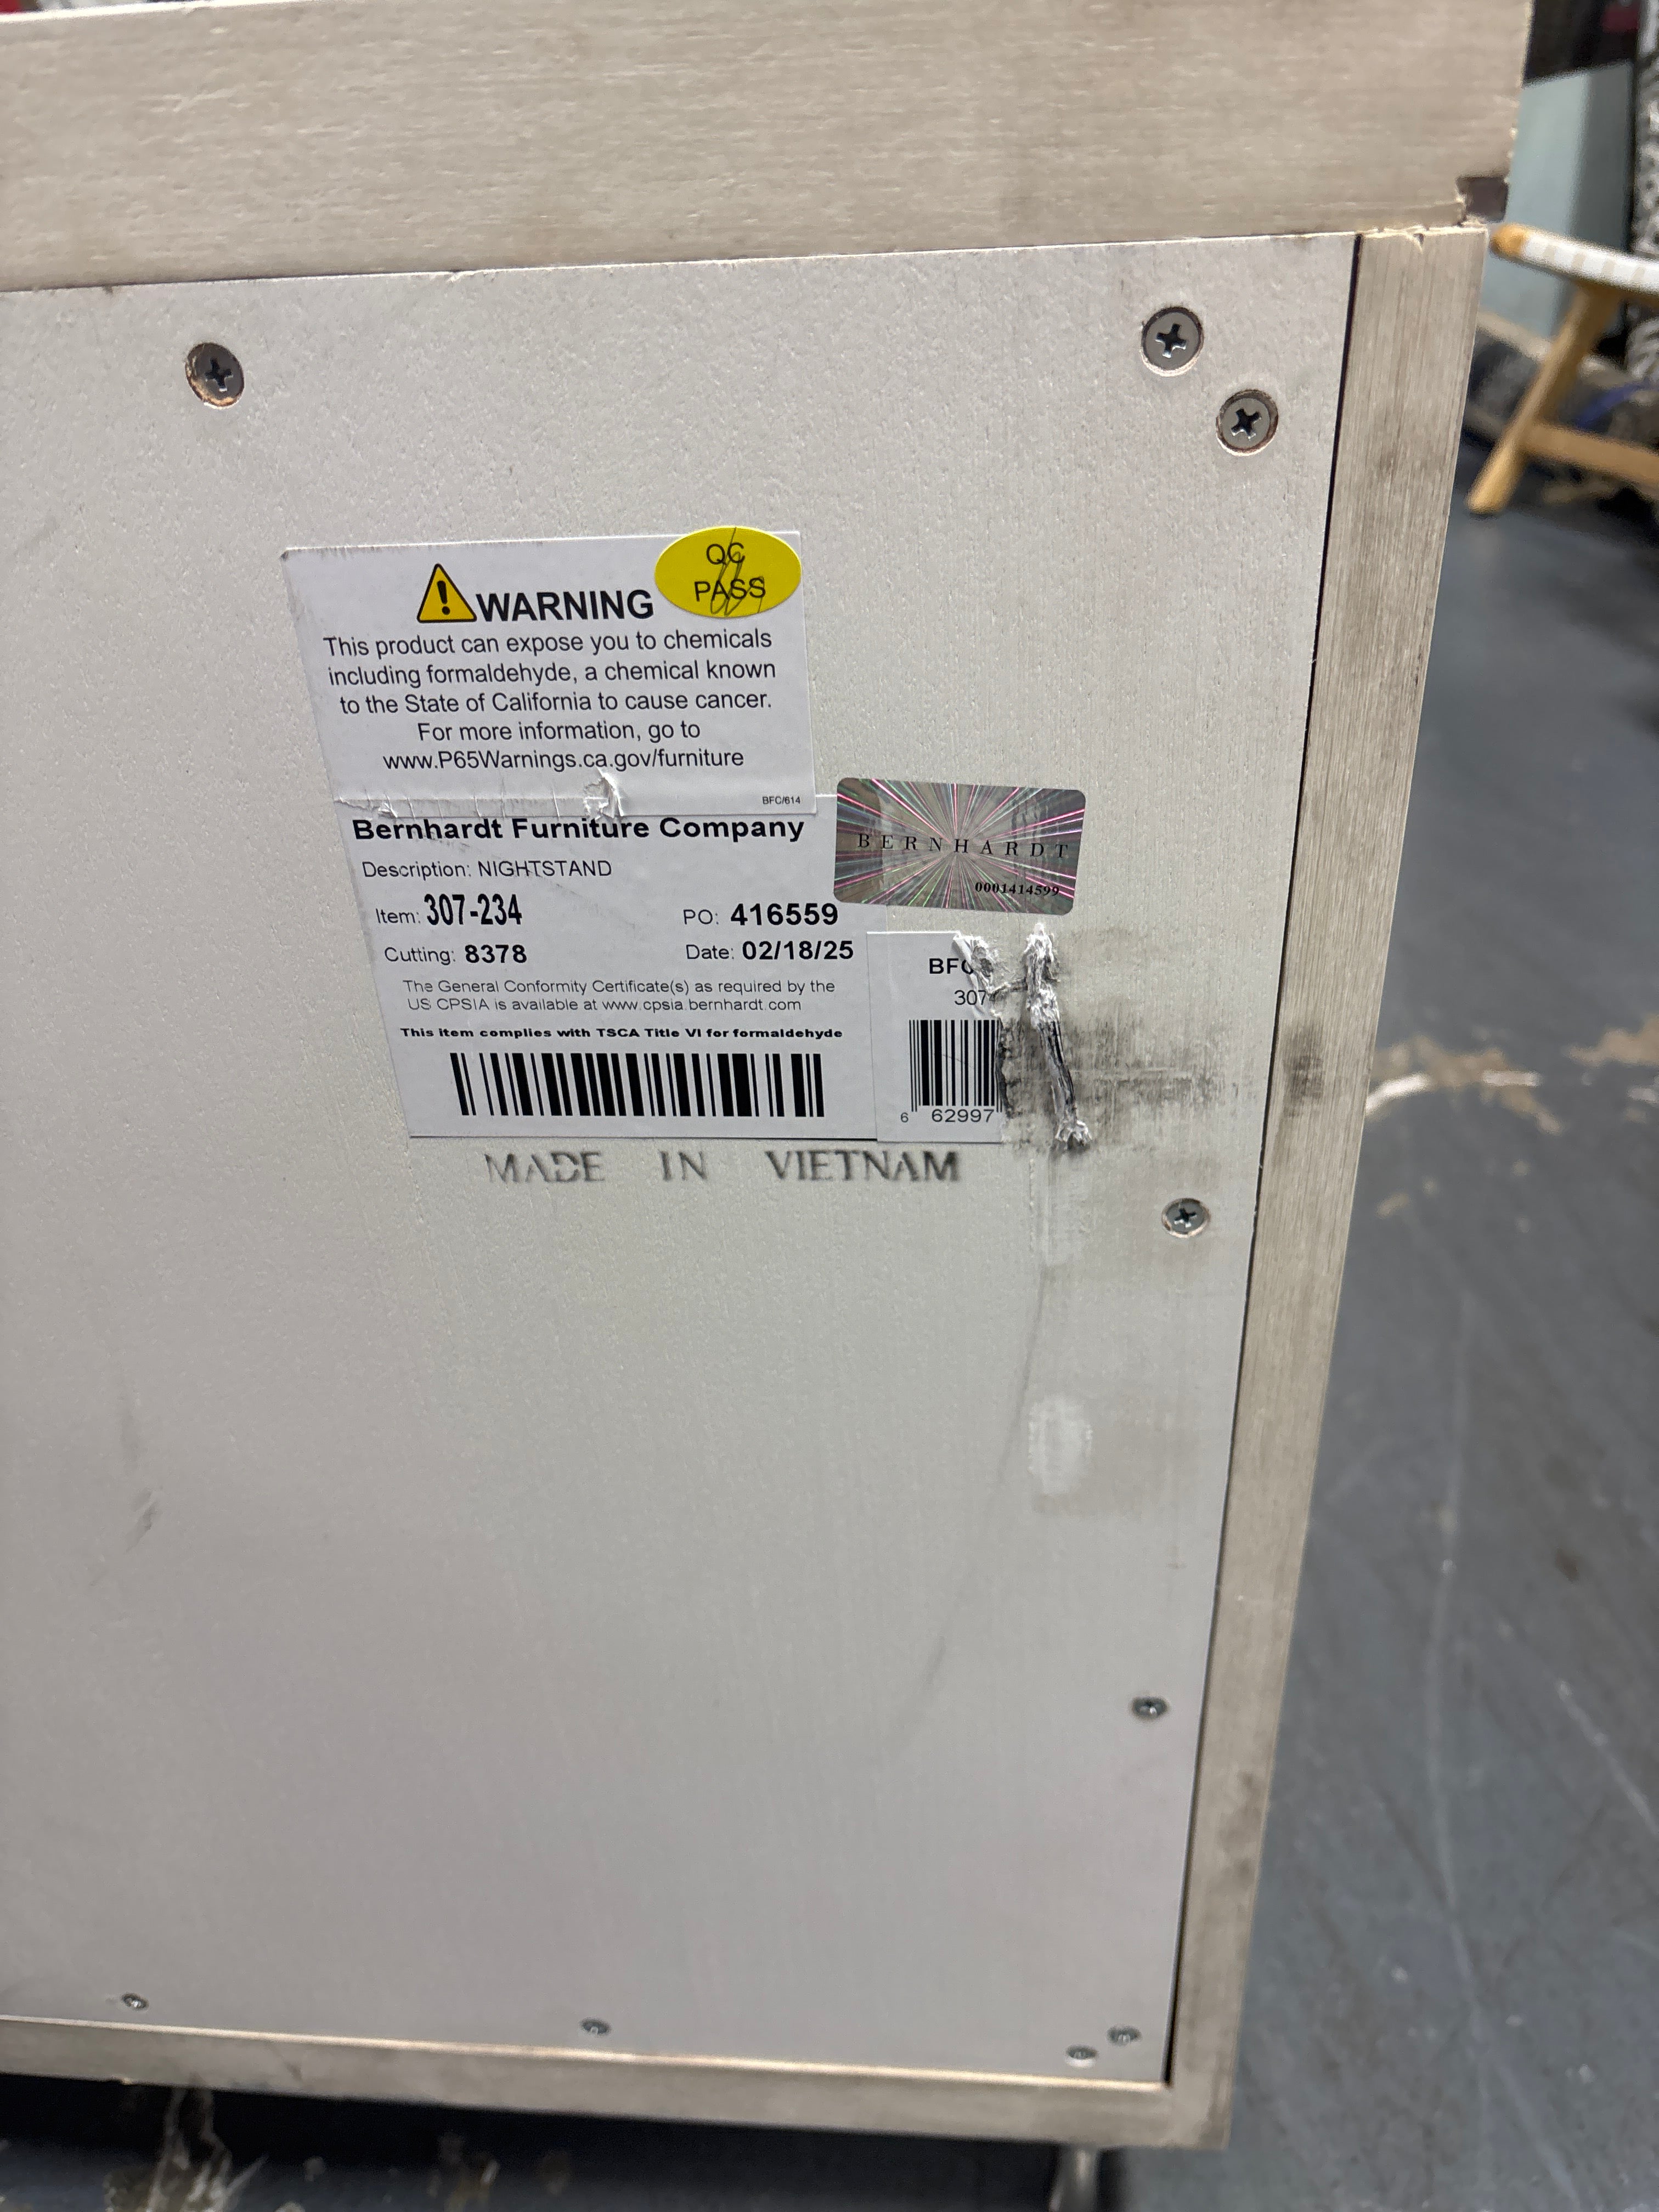 QC
PASS
WARNING
This product can expose you to chemicals
including formaldehyde, a chemical known
to the State of California to cause cancer.
For more information, go to
www.P65Warnings.ca.gov/furniture
BFC/614
Bernhardt Furniture Company
Description: NIGHTSTAND
Item: 307-234
PO: 416559
Cutting: 8378
Date: 02/18/25
The General Conformity Certificate(s) as required by the
US CPSIA is available at www.cpsia.bernhardt.com
This item complies with TSCA Title VI for formaldehyde
BERNHARDT
0001414599
BFC
307
6 62997
MADE IN VIETNAM